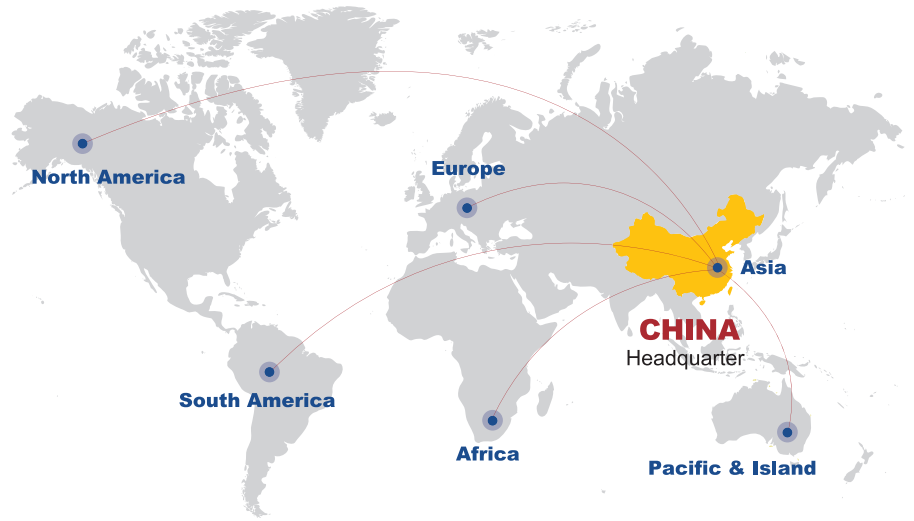 North America
Europe
Asia
CHINA
Headquarter
South America
Africa
Pacific & Island